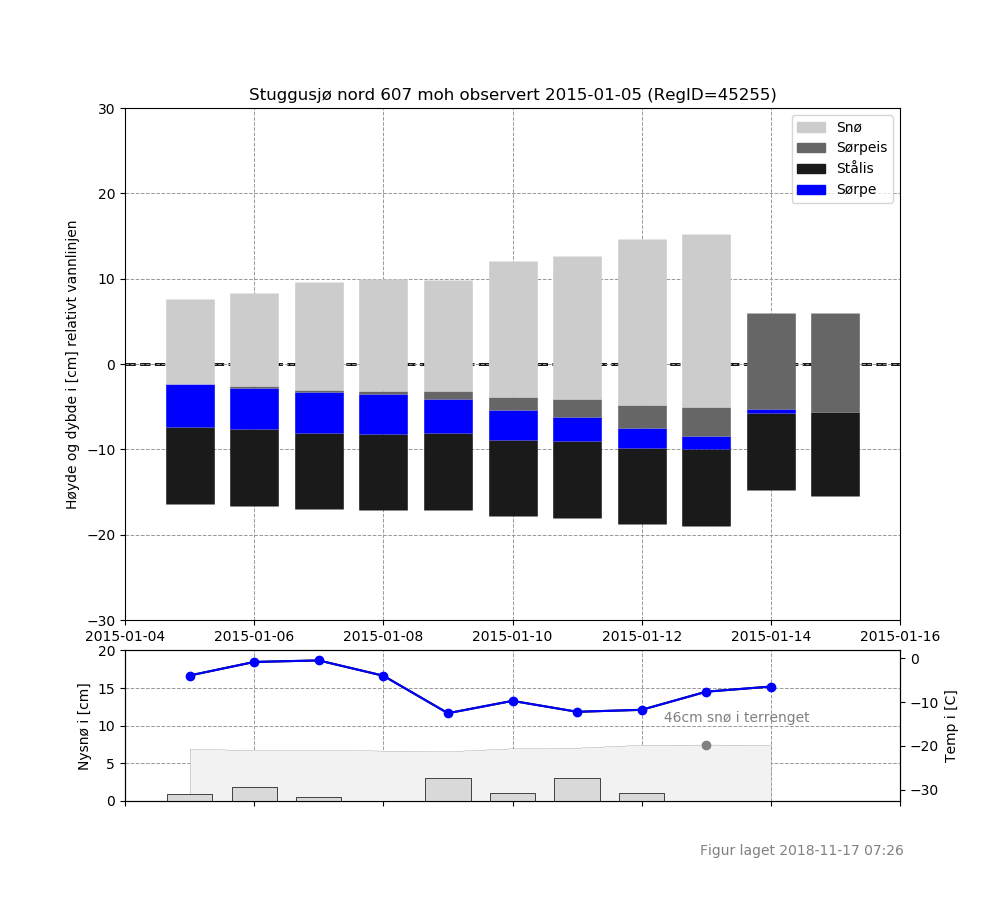 Stuggusjø nord 607 moh observert 2015-01-05 (RegID=45255)
Høyde og dybde i [cm] relativt vannlinjen
30
20
10
0
−10
−20
−30
Snø
Sørpeis
Stålis
Sørpe
2015-01-04 2015-01-06 2015-01-08 2015-01-10 2015-01-12 2015-01-14 2015-01-16
Nysnø i [cm]
20
15
10
5
0
46cm snø i terrenget
0
−10
−20
−30
Temp i [C]
Figur laget 2018-11-17 07:26